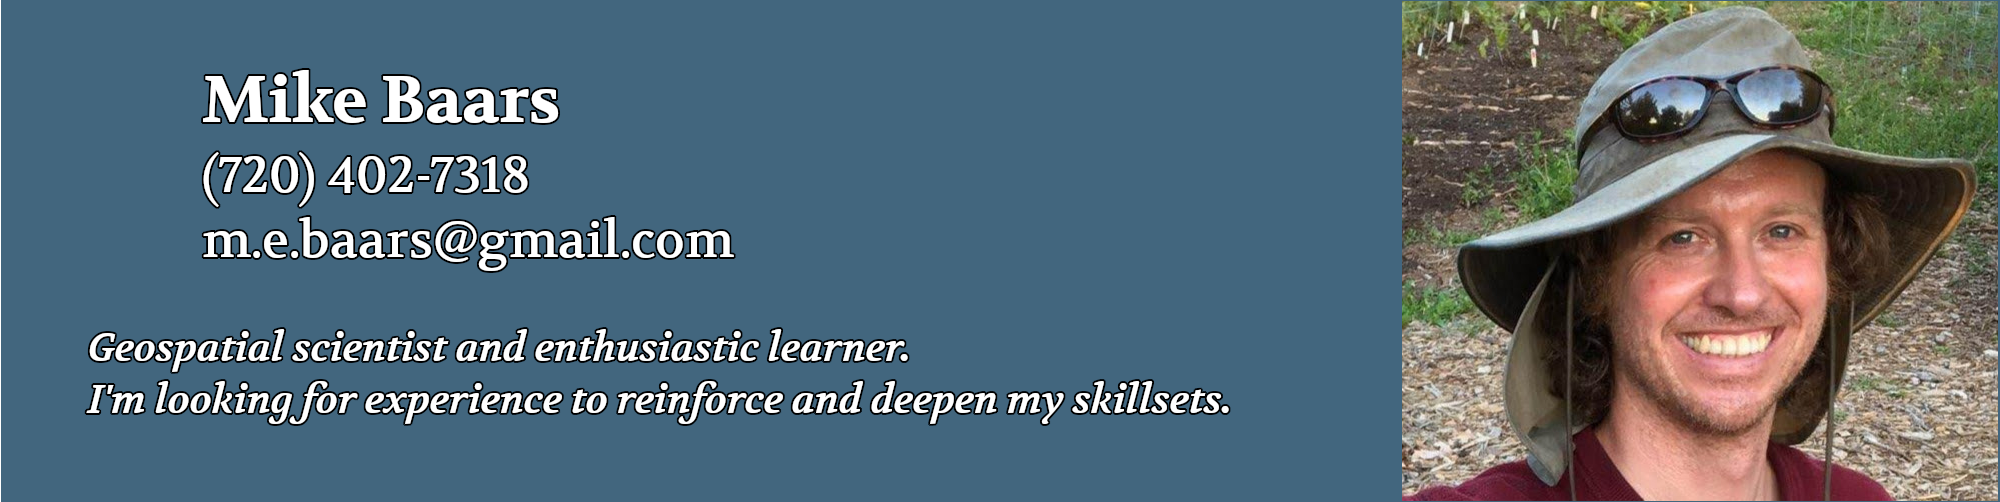 Mike Baars
(720) 402-7318
m.e.baars@gmail.com
Geospatial scientist and enthusiastic learner.
I'm looking for experience to reinforce and deepen my skillsets.